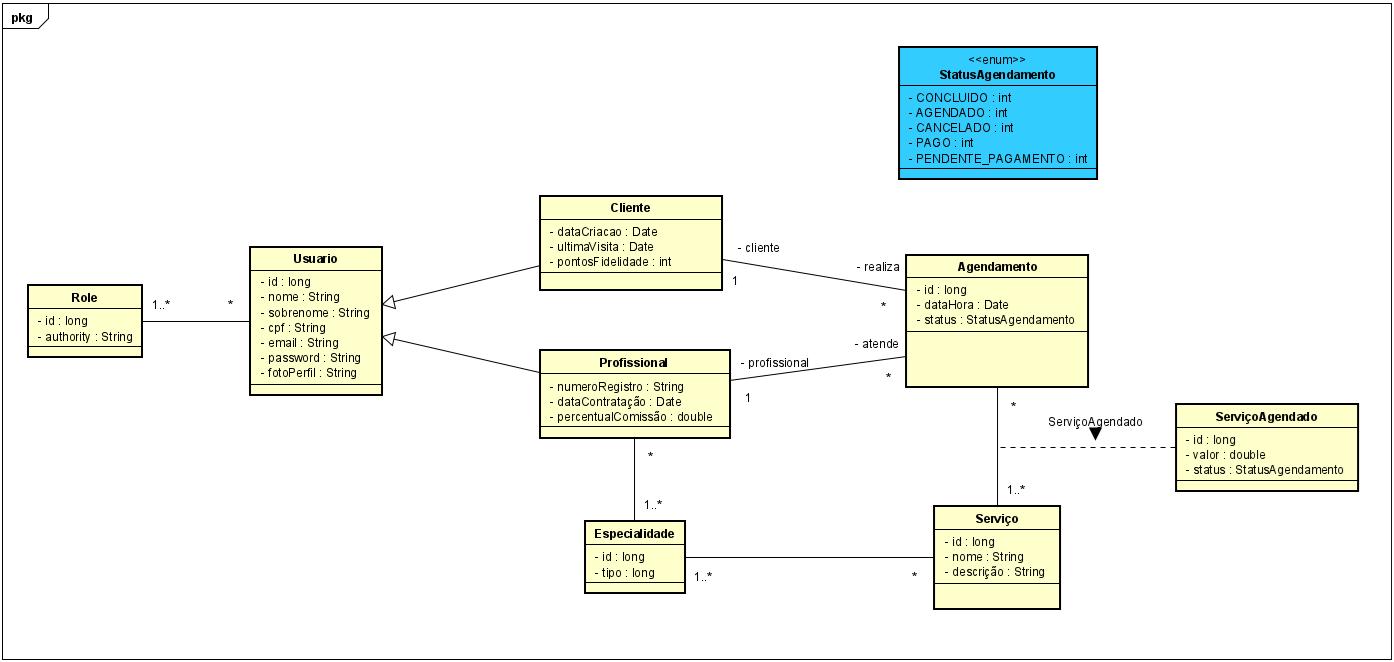 pkg
<<enum>>
StatusAgendamento
- CONCLUIDO : int
- AGENDADO : int
- CANCELADO : int
- PAGO : int
- PENDENTE_PAGAMENTO : int
Cliente
- dataCriacao : Date
- ultimaVisita : Date
- pontosFidelidade : int
- cliente
1
- realiza
*
Usuario
- id : long
- nome : String
- sobrenome : String
- cpf : String
- email : String
- password : String
- fotoPerfil : String
Agendamento
- id : long
- dataHora : Date
- status : StatusAgendamento
Role
- id : long
- authority : String
1..*
*
Profissional
- numeroRegistro : String
- dataContratação : Date
- percentualComissão : double
- profissional
1
- atende
*
*
ServiçoAgendado
ServiçoAgendado
- id : long
- valor : double
- status : StatusAgendamento
*
1..*
1..*
Especialidade
- id : long
- tipo : long
1..*
*
Serviço
- id : long
- nome : String
- descrição : String